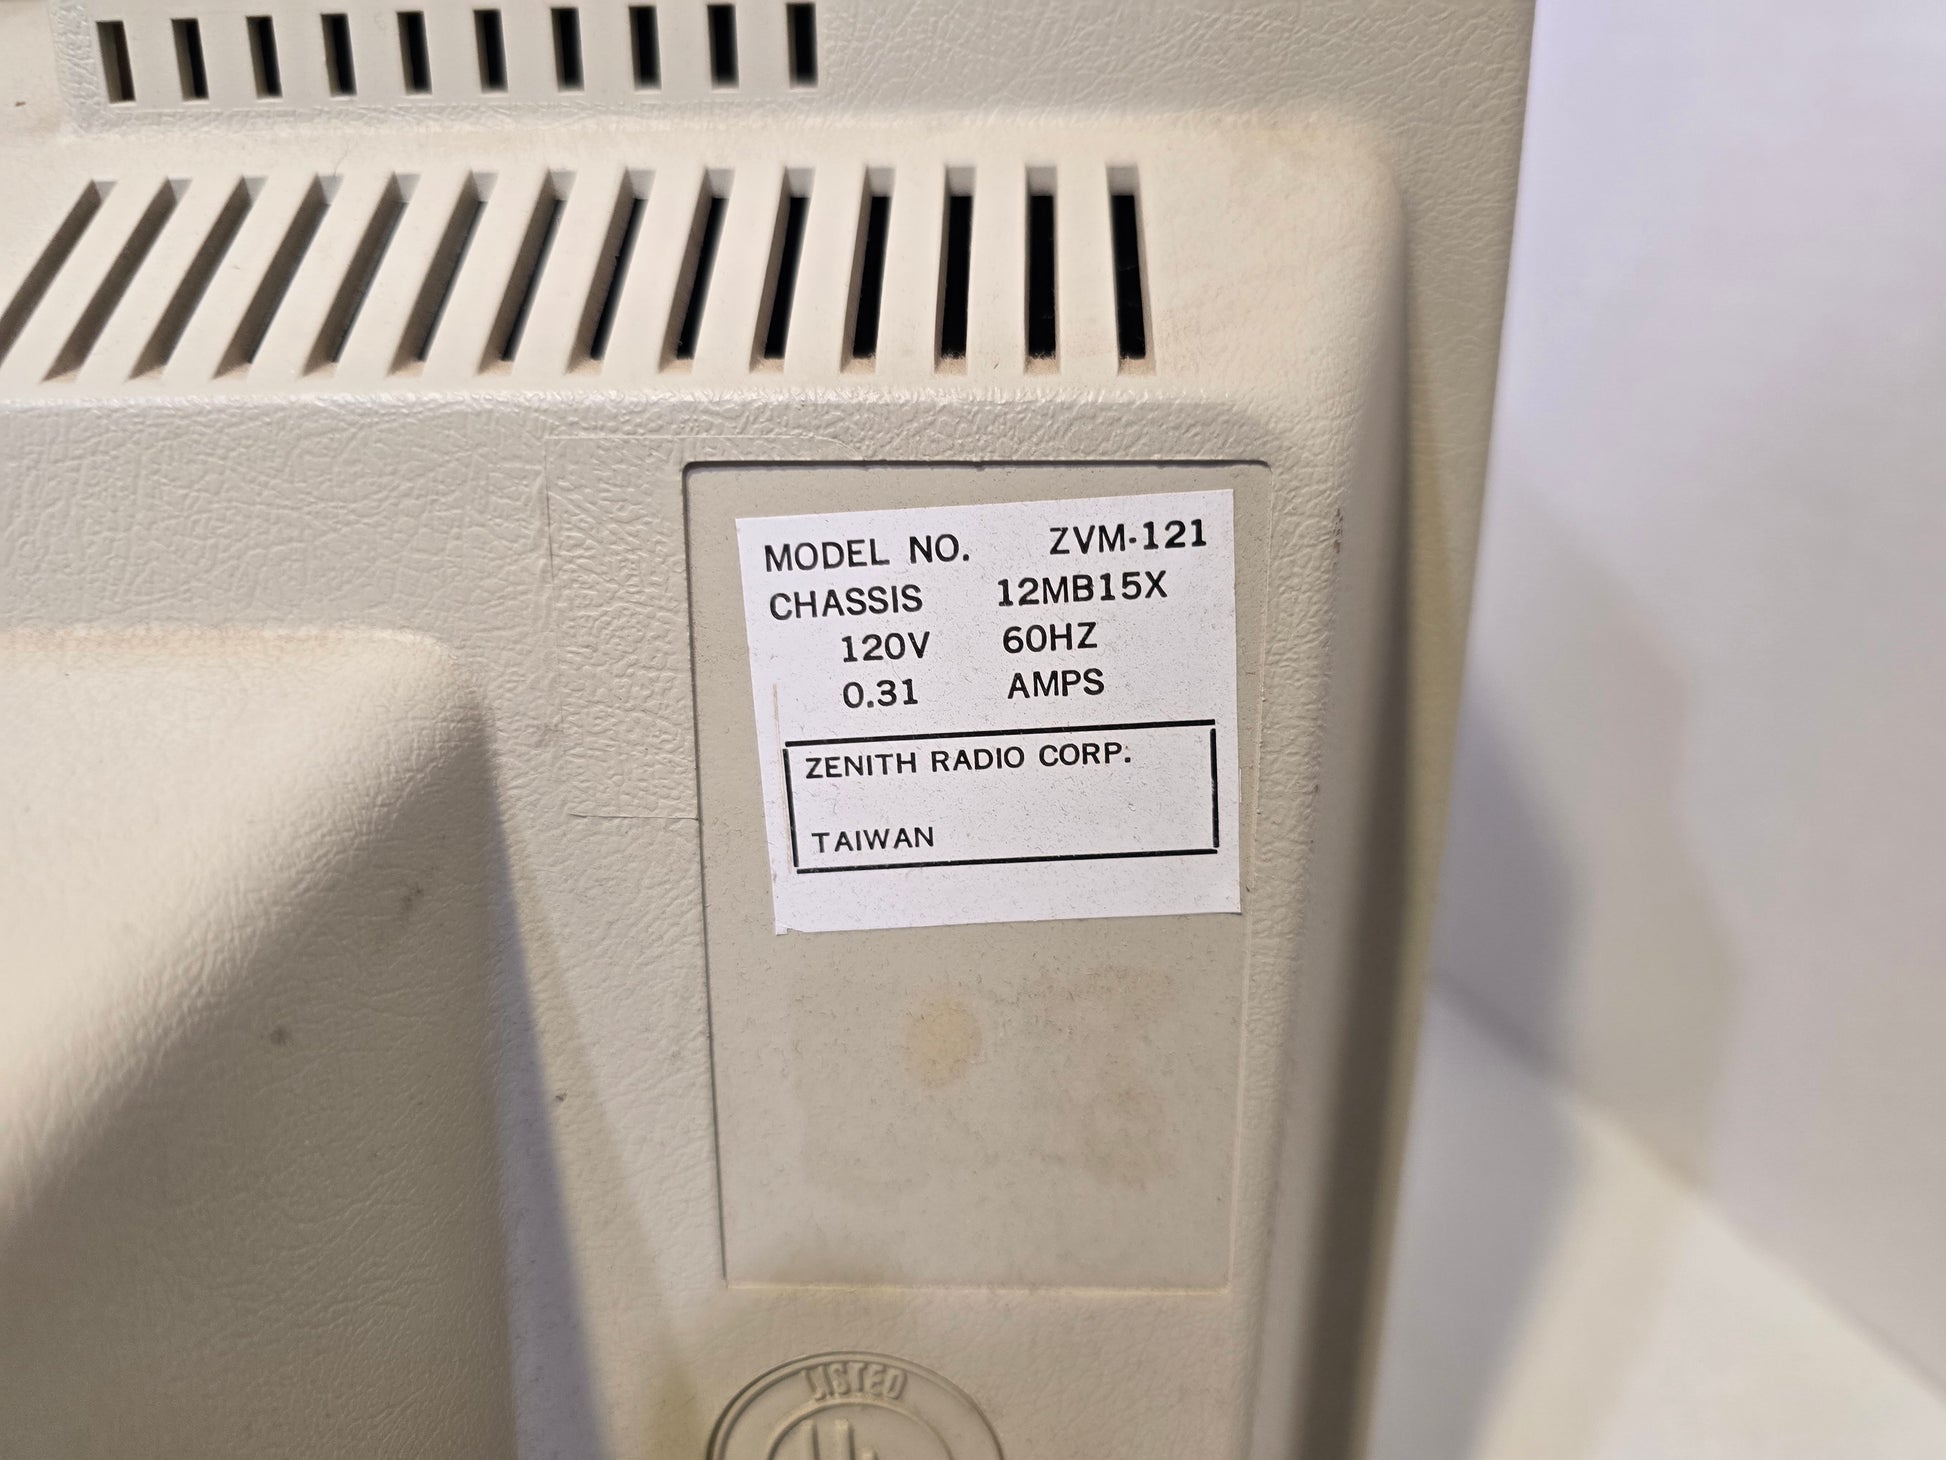 MODEL NO. ZVM-121
CHASSIS 12MB15X
120V 60HZ
0.31 AMPS
ZENITH RADIO CORP.
TAIWAN
LISTED